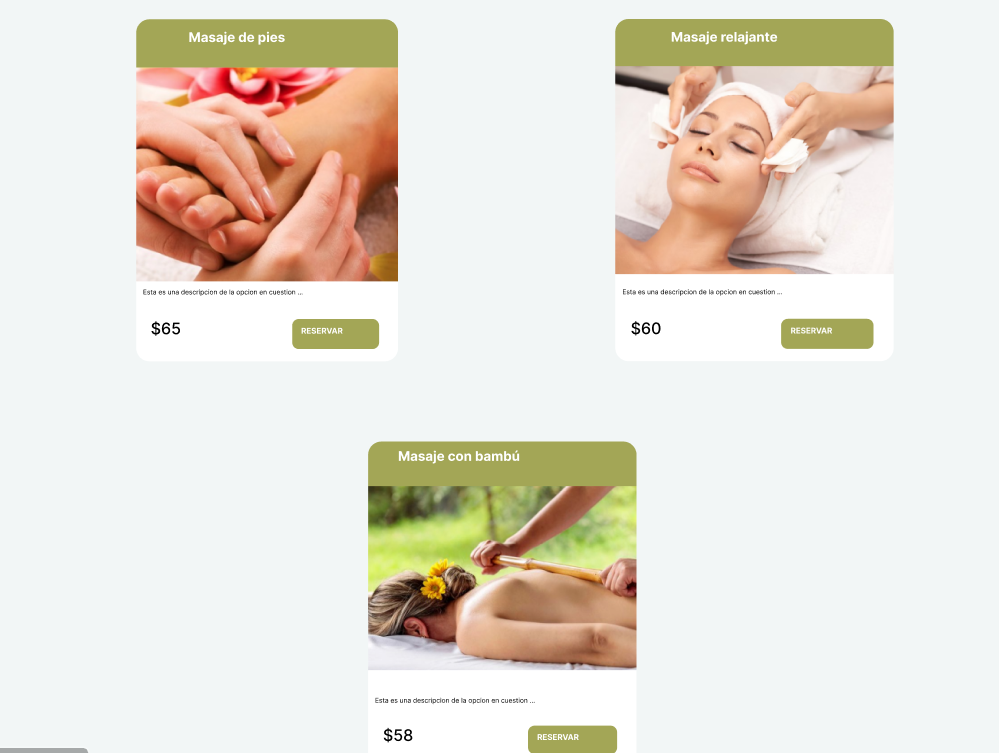 Masaje de pies
Masaje relajante
Esta es una descripcion de la opcion en cuestion ...
Esta es una descripcion de la opcion en cuestion ...
$65
RESERVAR
$60
RESERVAR
Masaje con bambú
Esta es una descripcion de la opcion en cuestion ...
$58
RESERVAR